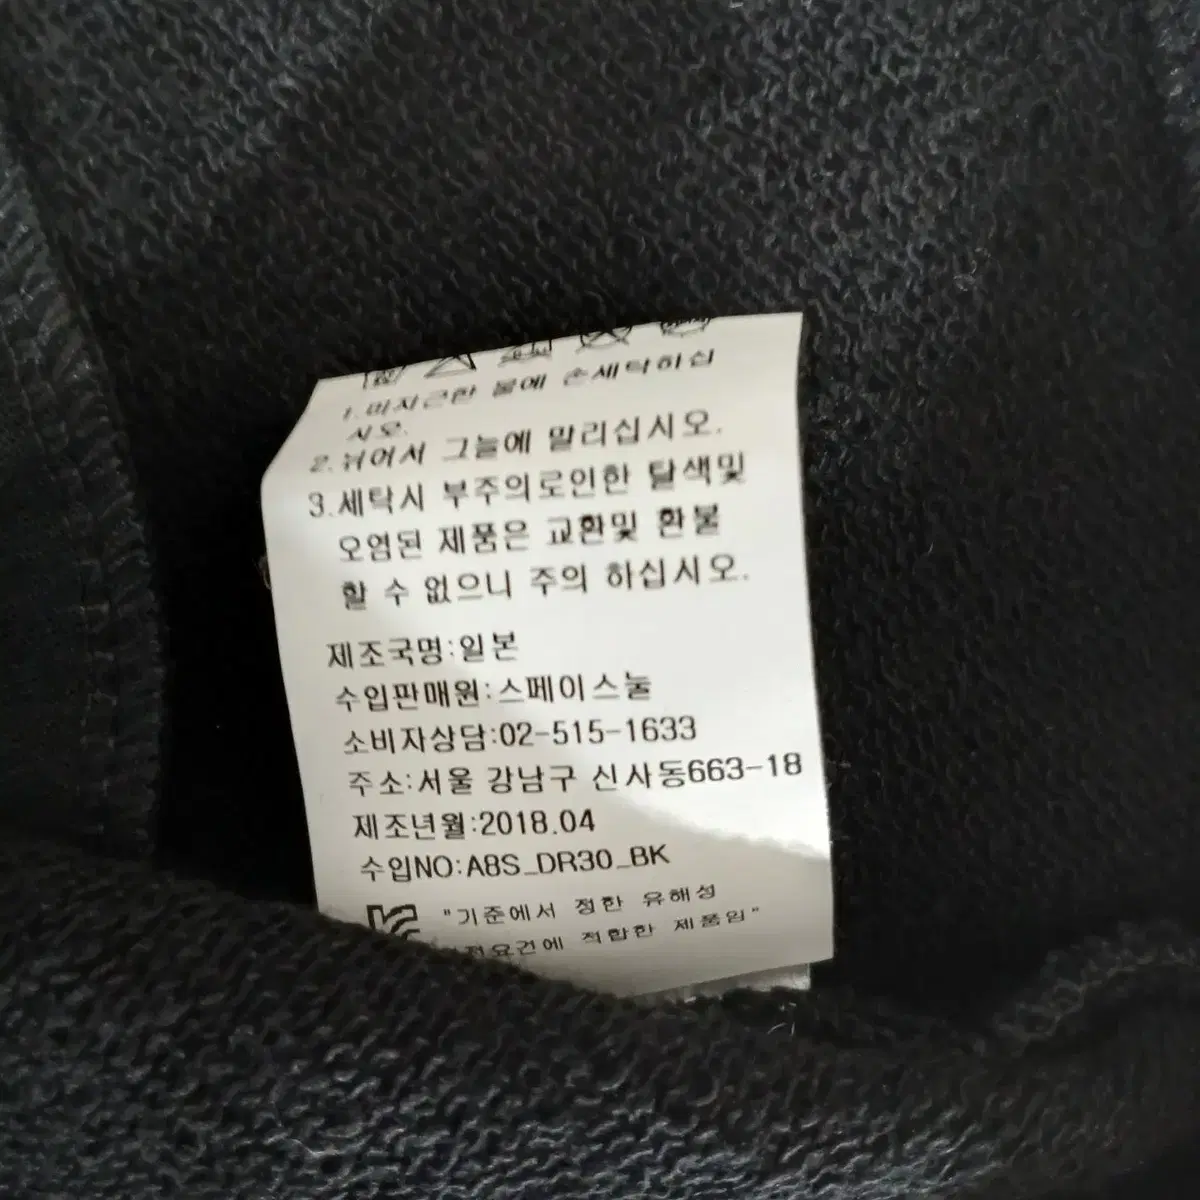 1.미지근한 물에 손세탁하십
시오.
2.뉘어서 그늘에 말리십시오.
3.세탁시 부주의로인한 탈색및
오염된 제품은 교환및 환불
할 수 없으니 주의 하십시오.
제조국명:일본
수입판매원:스페이스눌
소비자상담:02-515-1633
주소:서울 강남구 신사동663-18
제조년월:2018.04
수입NO:A8S_DR30_BK
"기준에서 정한 유해성
적합한 제품임"